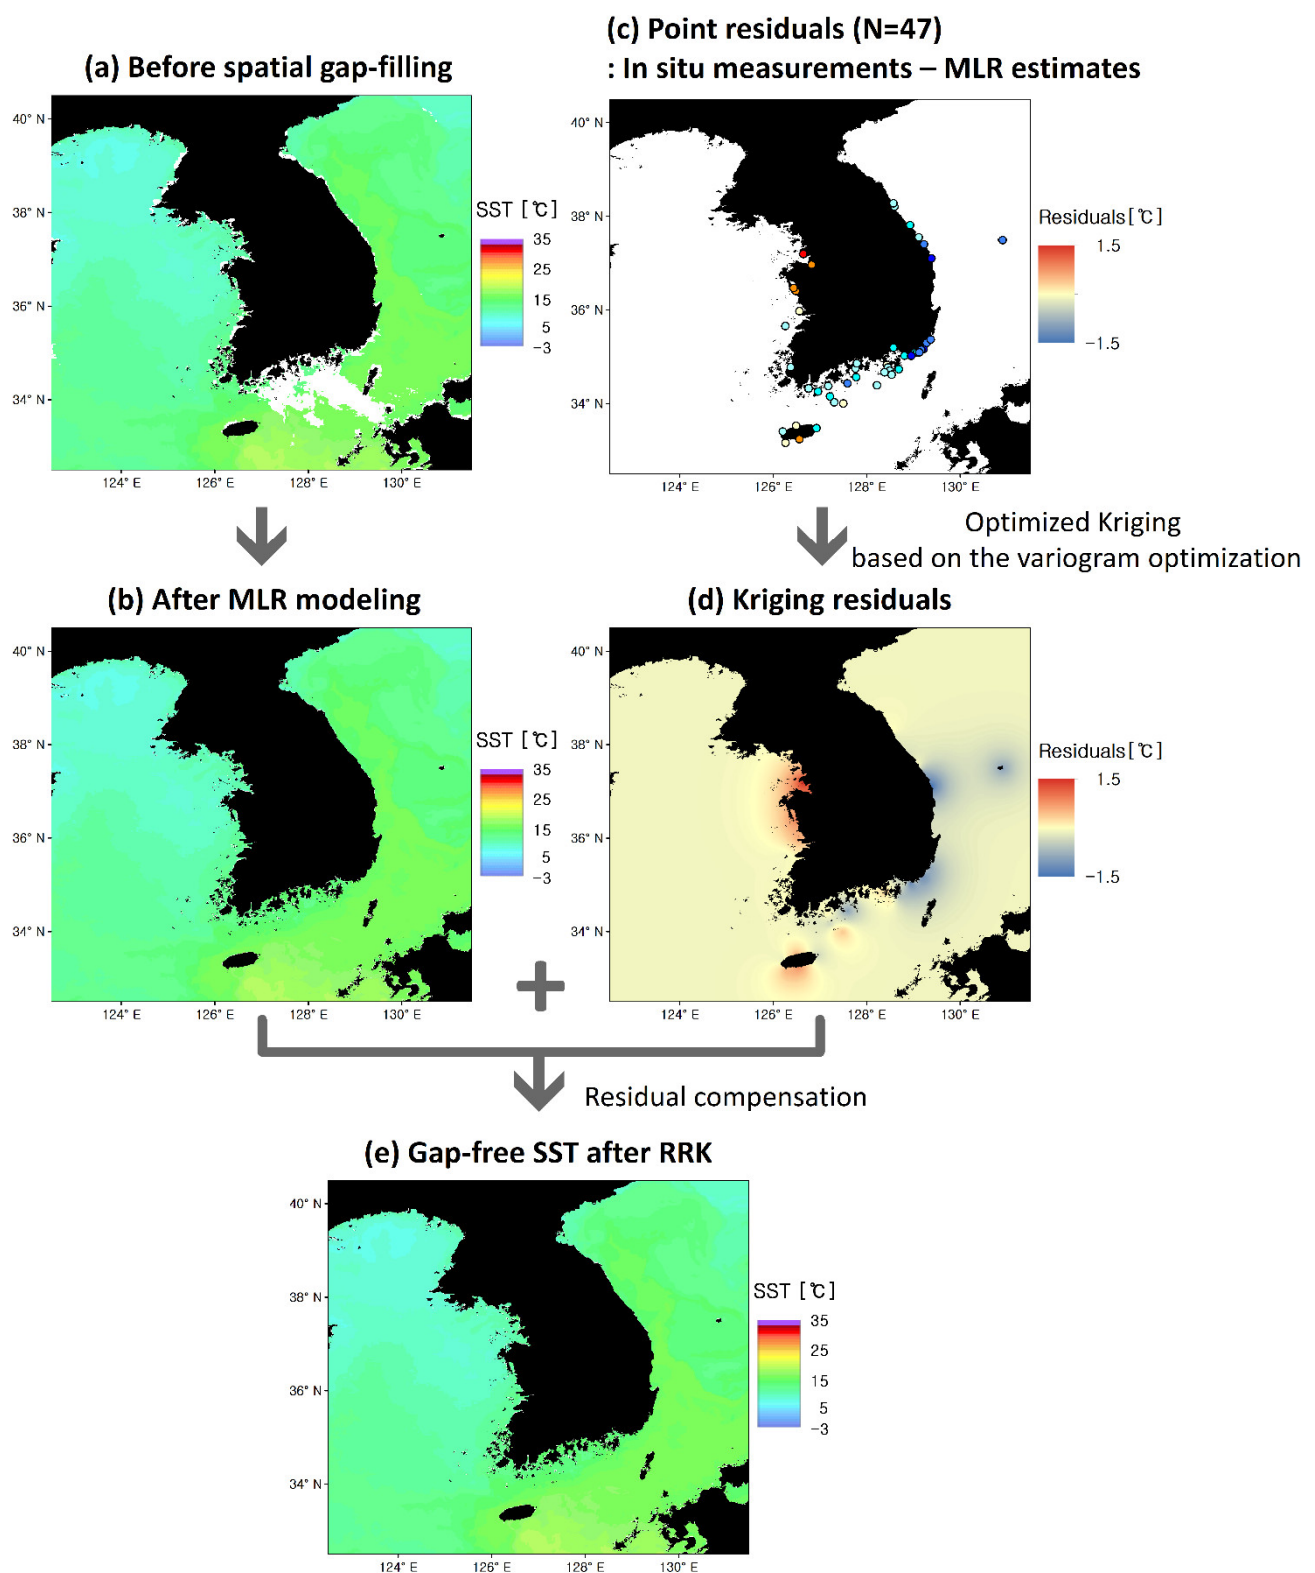 (c) Point residuals (N=47)
: In situ measurements – MLR estimates
(a) Before spatial gap-filling
40° N
38° N
36° N
34° N
124° E
126° E
128° E
130° E
SST [℃]
35
25
15
5
−3
40° N
38° N
36° N
34° N
124° E
126° E
128° E
130° E
Residuals[℃]
1.5
−1.5
Optimized Kriging
based on the variogram optimization
(b) After MLR modeling
40° N
38° N
36° N
34° N
124° E
126° E
128° E
130° E
SST [℃]
35
25
15
5
−3
(d) Kriging residuals
40° N
38° N
36° N
34° N
124° E
126° E
128° E
130° E
Residuals[℃]
1.5
−1.5
+
Residual compensation
(e) Gap-free SST after RRK
40° N
38° N
36° N
34° N
124° E
126° E
128° E
130° E
SST [℃]
35
25
15
5
−3